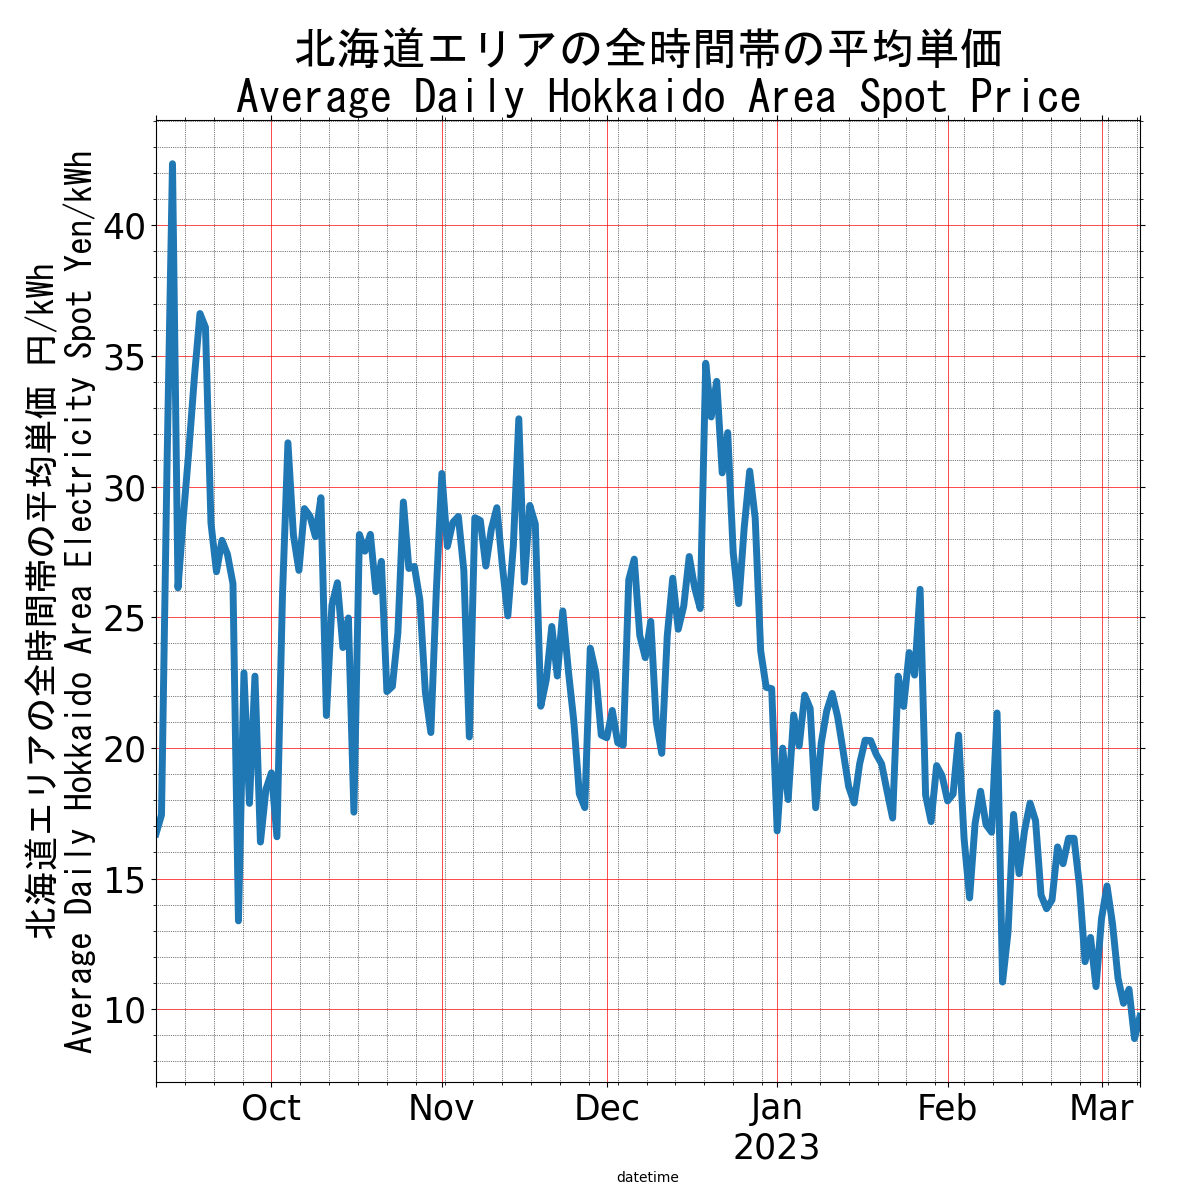 北海道エリアの全時間帯の平均単価
Average Daily Hokkaido Area Spot Price
北海道エリアの全時間帯の平均単価 円/kWh
Average Daily Hokkaido Area Electricity Spot Yen/kWh
40
35
30
25
20
15
10
Oct
Nov
Dec
Jan
2023
Feb
Mar
datetime